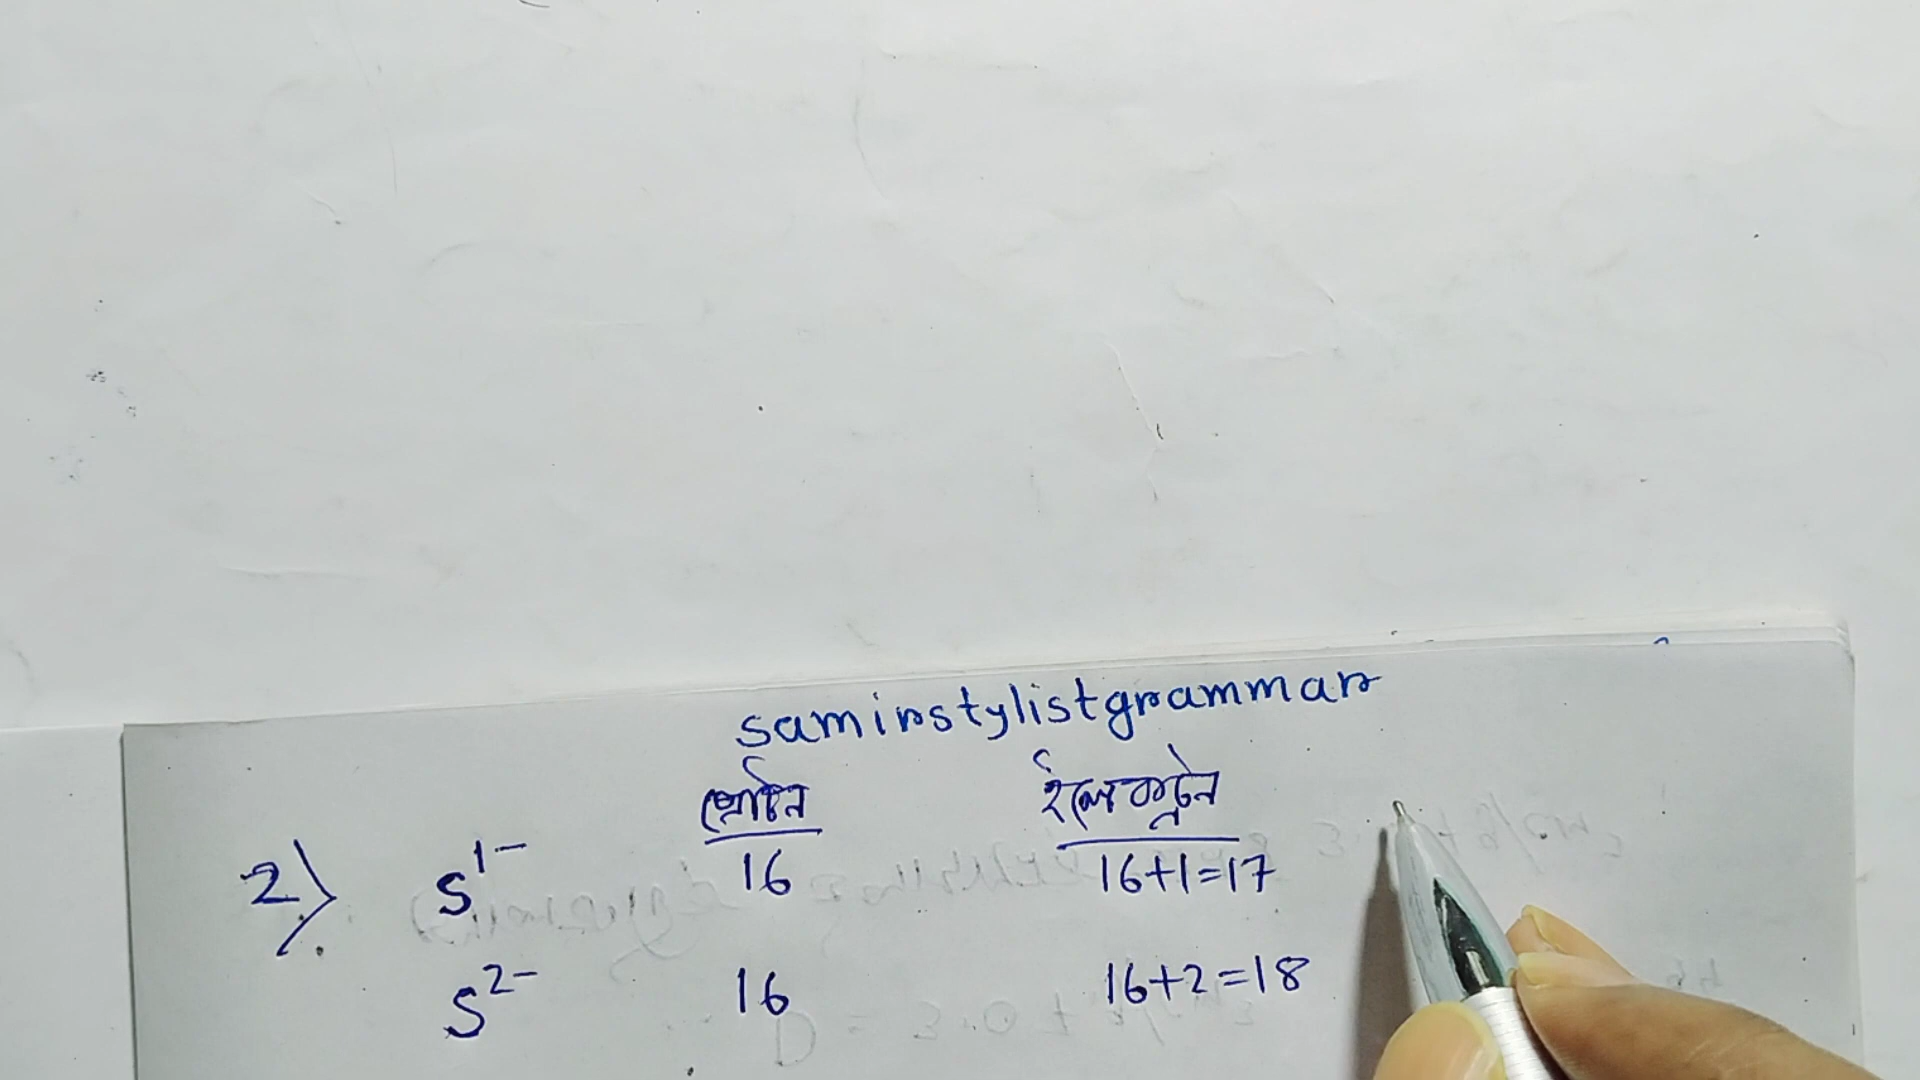 saminstylistgrammar
প্রোটন ইলেকট্রন
2) S¹⁻ 16 16+1=17
S²⁻ 16 16+2=18